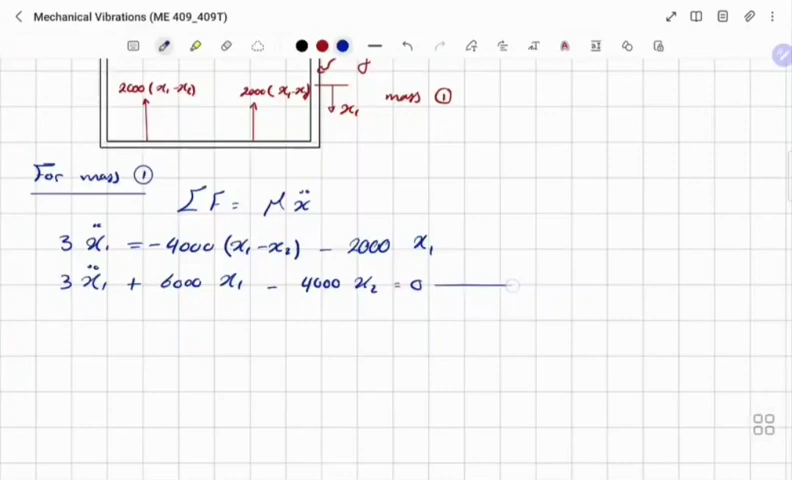 Mechanical Vibrations (ME 409_409T)
2000(x₁-x₂) 2000(x₁-x₂) mass ①
x₁
For mass ①
ΣF = Mẍ
3 ẍ₁ = -4000 (x₁-x₂) - 2000 x₁
3 ẍ₁ + 6000 x₁ - 4000 x₂ = 0